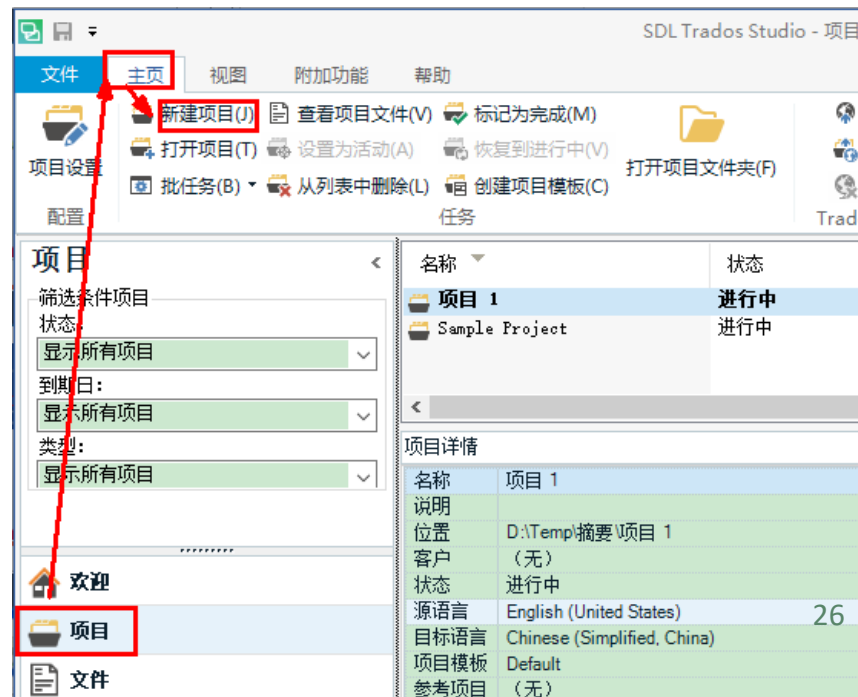 SDL Trados Studio - 项目
文件 主页 视图 附加功能 帮助
新建项目(J) 查看项目文件(V) 标记为完成(M)
打开项目(T) 设置为活动(A) 恢复到进行中(V)
项目设置 打开项目文件夹(F)
批任务(B) 从列表中删除(L) 创建项目模板(C)
配置 任务 Trad
项目
筛选条件项目
状态:
显示所有项目
到期日:
显示所有项目
类型:
显示所有项目
欢迎
项目
文件
名称 状态
项目 1 进行中
Sample Project 进行中
项目详情
名称 项目 1
说明
位置 D:\Temp\摘要\项目 1
客户 （无）
状态 进行中
源语言 English (United States)
目标语言 Chinese (Simplified, China)
项目模板 Default
参考项目 （无）
26